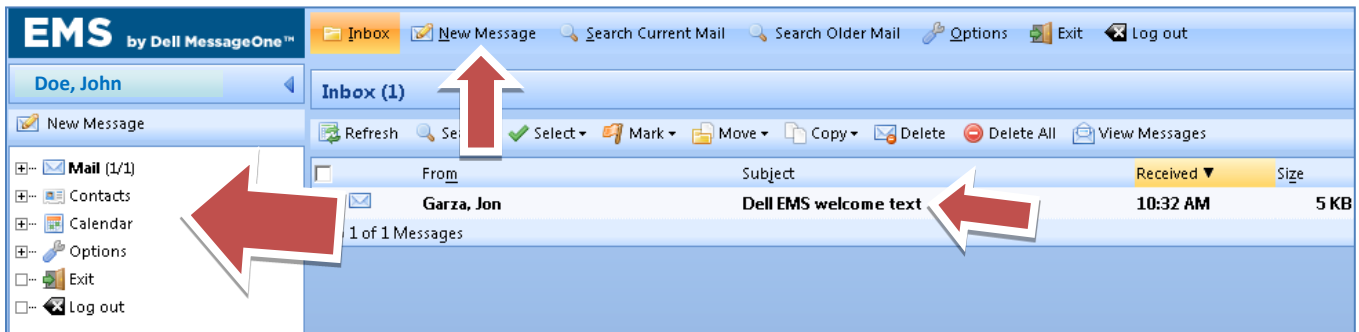 EMS by Dell MessageOne™
Inbox New Message Search Current Mail Search Older Mail Options Exit Log out
Doe, John
Inbox (1)
New Message
Refresh Select Mark Move Copy Delete Delete All View Messages
Mail (1/1)
Contacts
Calendar
Options
Exit
Log out
From Subject Received ▼ Size
Garza, Jon Dell EMS welcome text 10:32 AM 5 KB
1 of 1 Messages